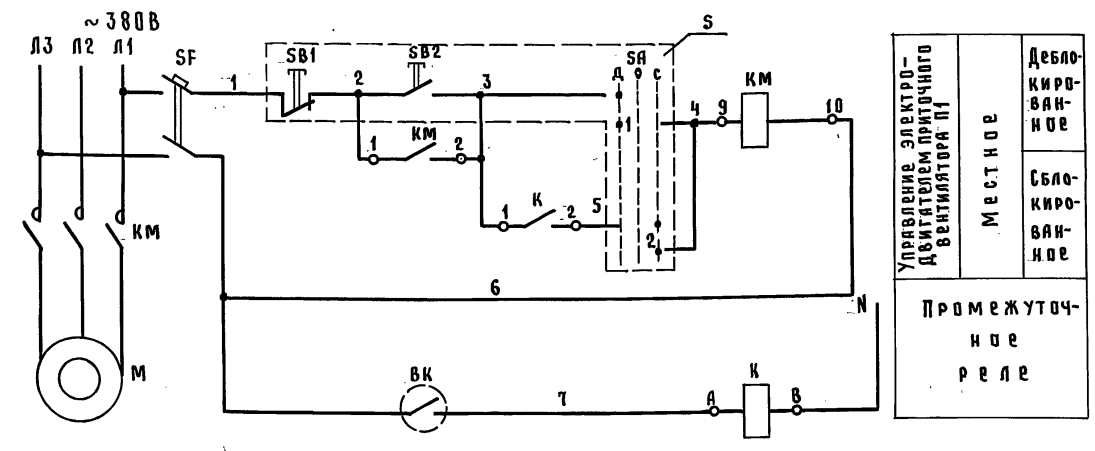 ~380В
Л3 Л2 Л1
SF
1
SB1
2
SB2
3
S
SA
Д О С
1
4
9
КМ
10
1
КМ
2
1
К
2
5
2
КМ
6
N
М
ВК
7
А
К
В
Управление электро-
двигателем приточного
вентилятора П1
Местное
Дебло-
киро-
ван-
ное
Сбло-
киро-
ван-
ное
Промежуточ-
ное
реле